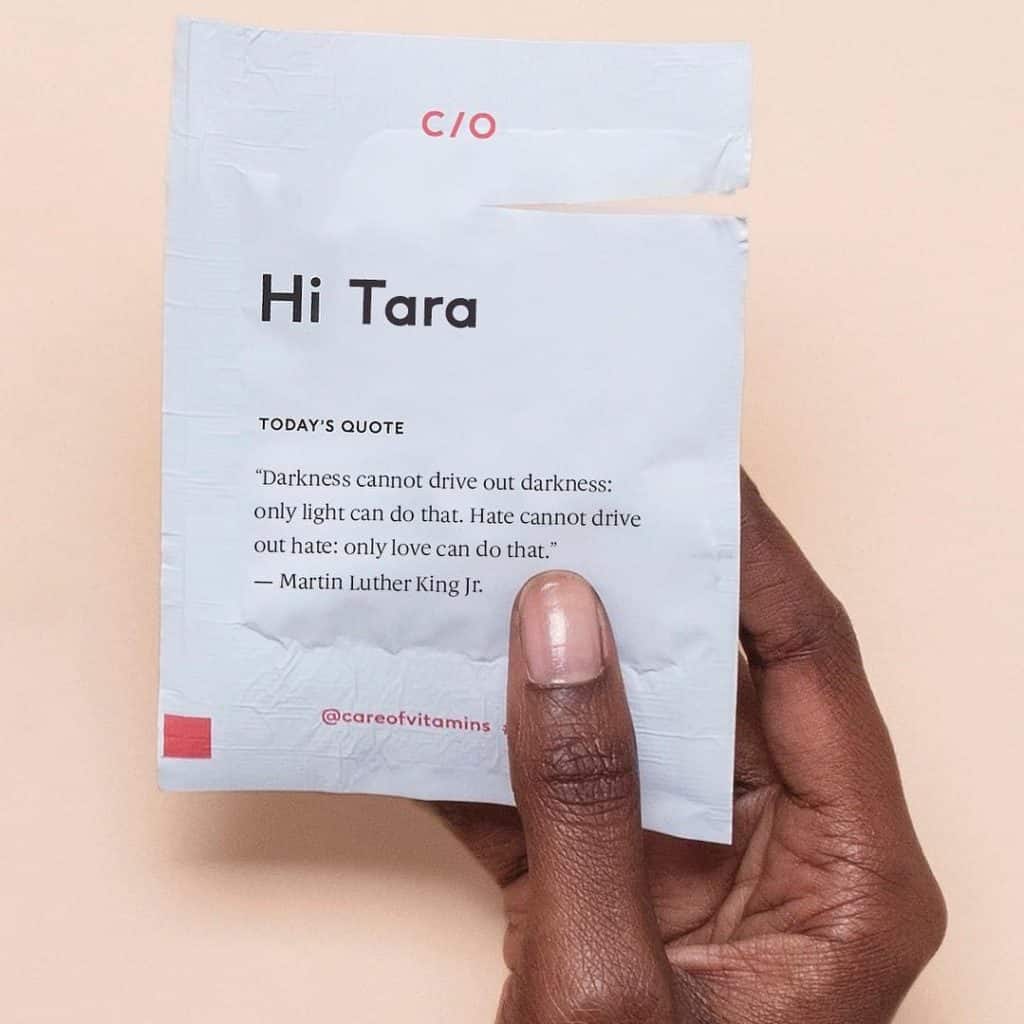 C/O
Hi Tara
TODAY'S QUOTE
“Darkness cannot drive out darkness:
only light can do that. Hate cannot drive
out hate: only love can do that.”
— Martin Luther King Jr.
@careofvitamins